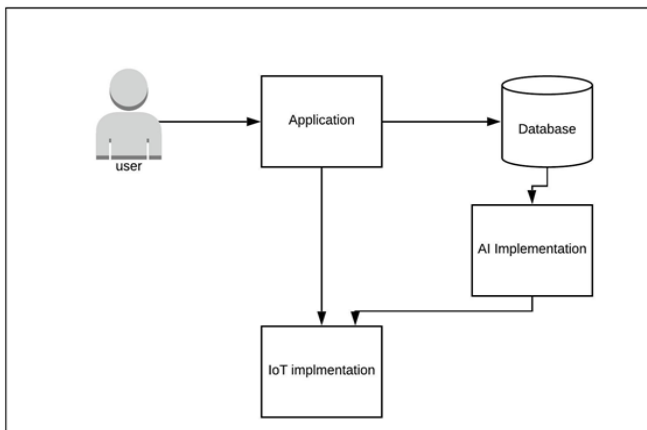 user
Application
Database
AI Implementation
IoT implmentation